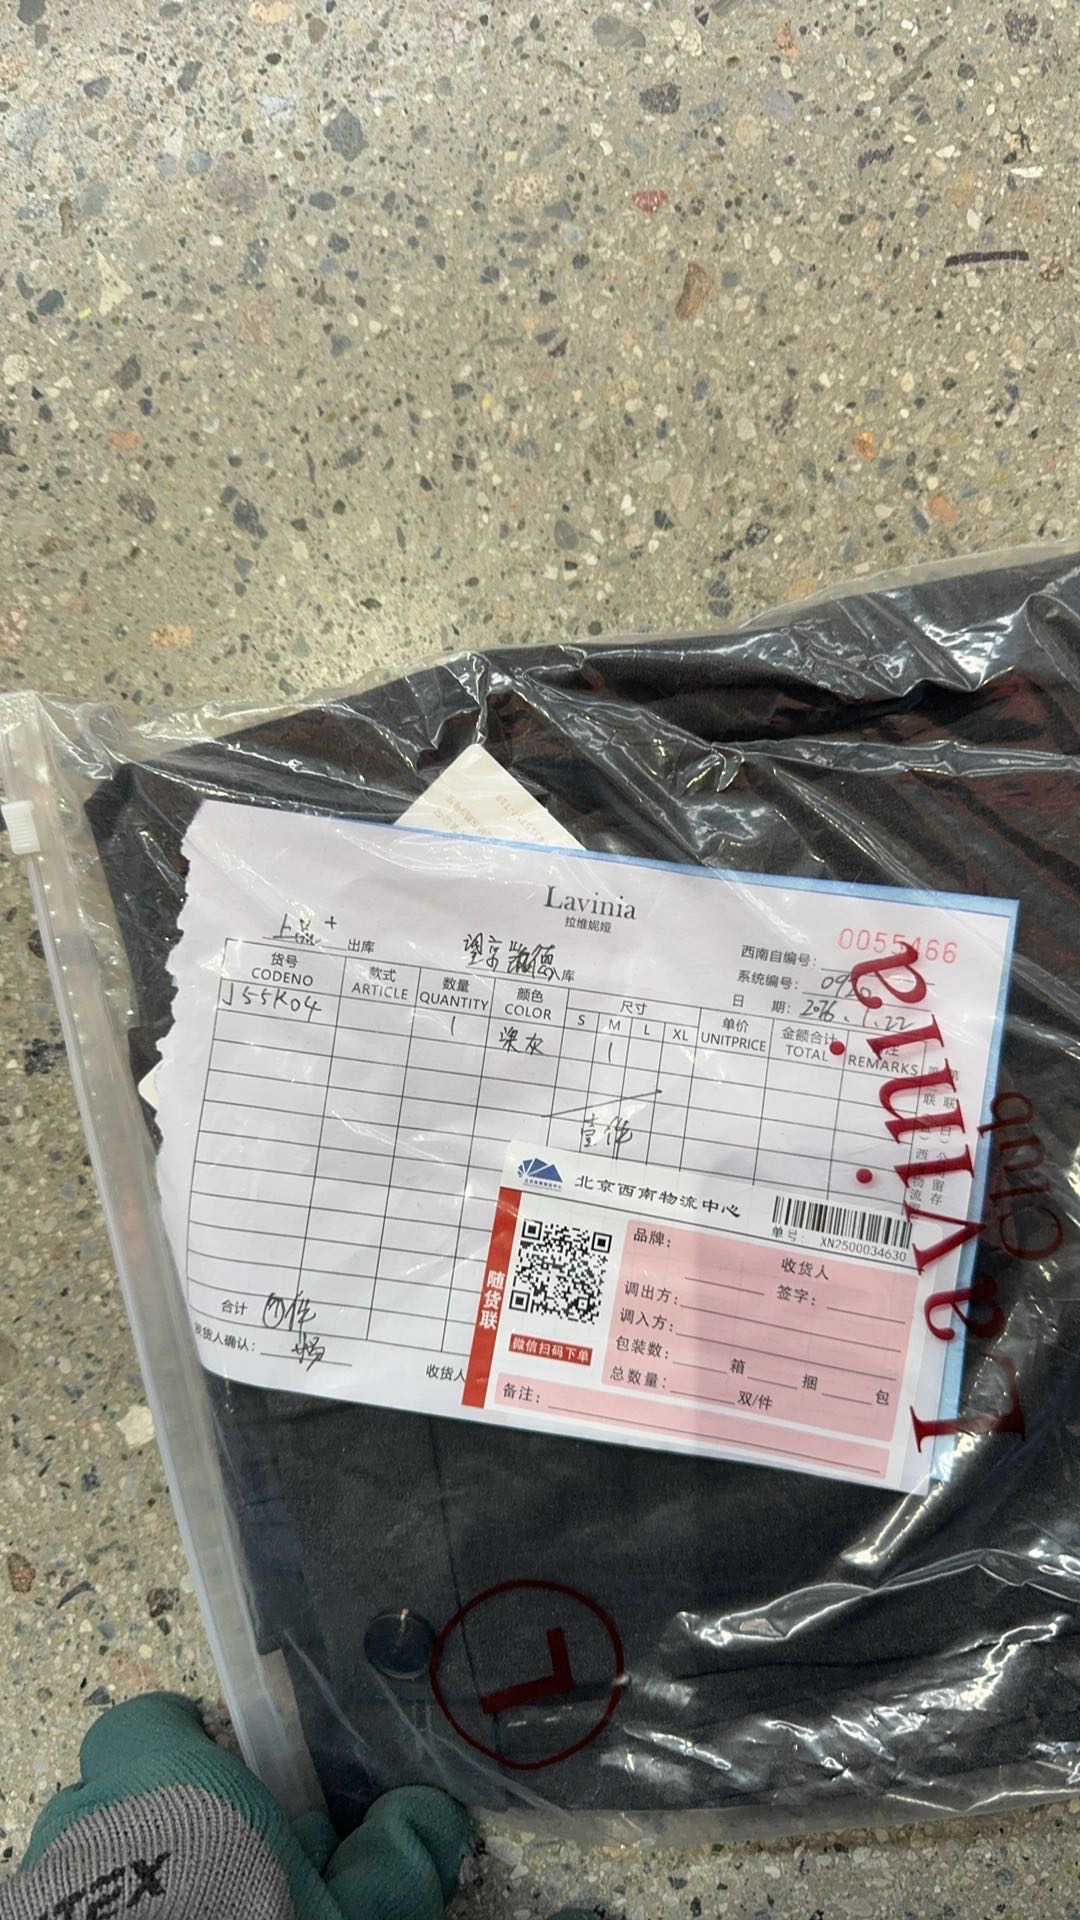 Lavinia
拉维妮娅
上品+ 出库
望京凯德 入库
0055466
西南自编号:
系统编号:
日 期: 2026.1.22
货号 款式 数量 颜色 尺寸 单价 金额合计
CODENO ARTICLE QUANTITY COLOR S M L XL UNITPRICE TOTAL REMARKS
J55K04 1 深灰 1
壹件
合计
发货人确认:
收货人
北京西南物流中心
单号: XN2500034630
随货联
微信扫码下单
品牌:
收货人
签字:
调出方:
调入方:
包装数: 箱 捆 包
总数量: 双/件
备注:
Lavinia
Club
L